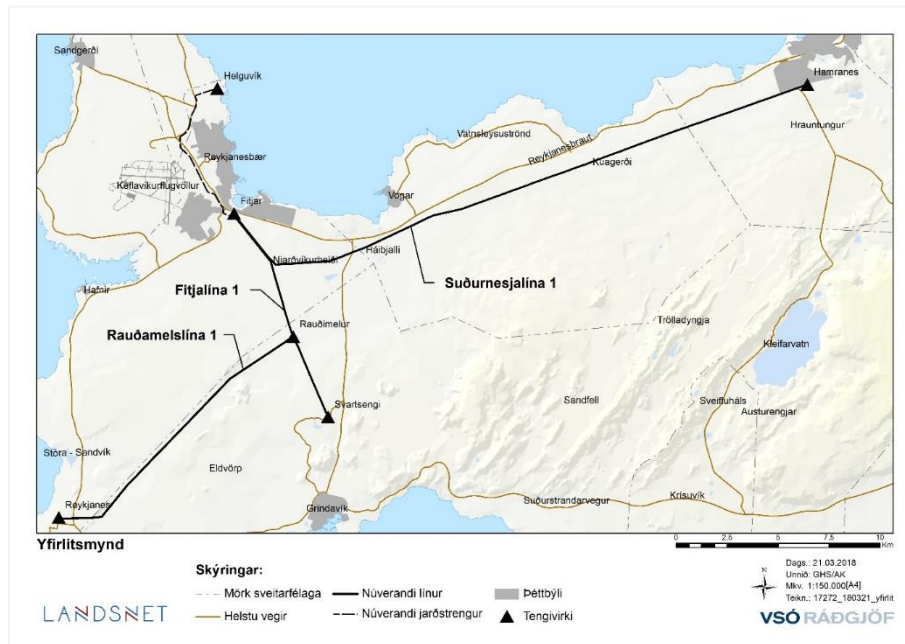 Sandgerði
Helguvík
Hamranes
Hrauntungur
Vatnsleysuströnd
Reykjanesbraut
Kúagerði
Reykjanesbær
Keflavíkurflugvöllur
Vogar
Fitjar
Njarðvíkurheiði
Háibjalli
Suðurnesjalína 1
Fitjalína 1
Hafnir
Rauðamelslína 1
Rauðimelur
Trölladyngja
Kleifarvatn
Svartsengi
Sandfell
Sveifluháls
Austurengjar
Stóra - Sandvík
Eldvörp
Reykjanes
Grindavík
Suðurstrandarvegur
Krísuvík
Yfirlitsmynd
0 2,5 5 7,5 10
Km
Skýringar:
Mörk sveitarfélaga
Núverandi línur
Þéttbýli
Helstu vegir
Núverandi jarðstrengur
Tengivirki
N
Dags.: 21.03.2018
Unnið: GHS/AK
Mkv. 1:150.000[A4]
Teikn.: 17272_180321_yfirlit
LANDSNET
VSÓ RÁÐGJÖF